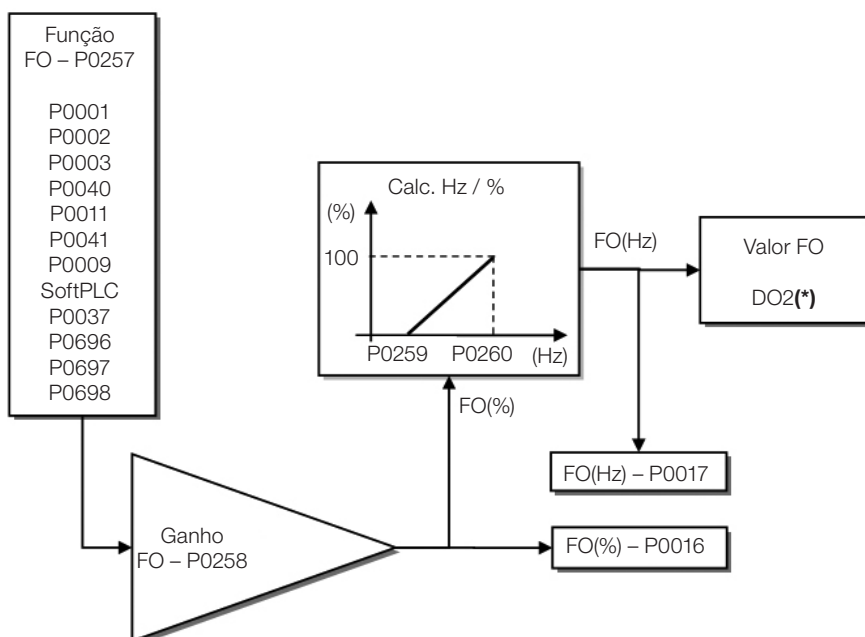 Função
FO – P0257
P0001
P0002
P0003
P0040
P0011
P0041
P0009
SoftPLC
P0037
P0696
P0697
P0698
Calc. Hz / %
(%)
100
P0259 P0260 (Hz)
FO(Hz)
Valor FO
DO2(*)
FO(%)
FO(Hz) – P0017
Ganho
FO – P0258
FO(%) – P0016